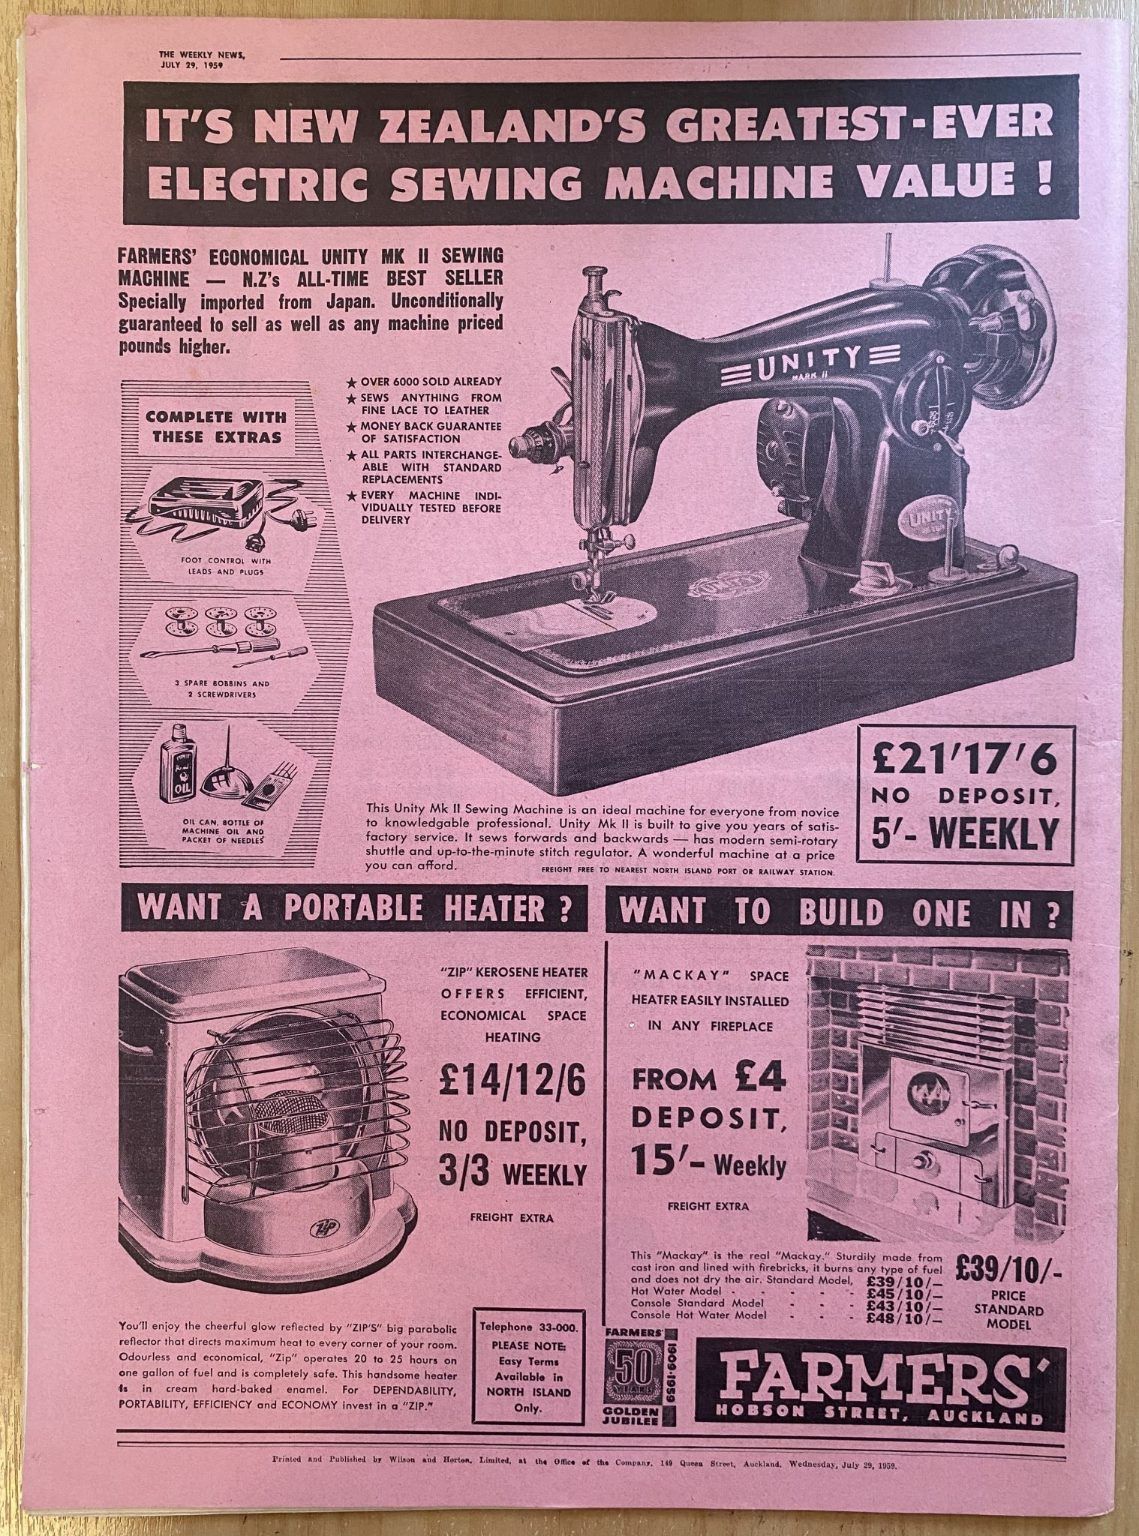 THE WEEKLY NEWS,
JULY 29, 1959
IT'S NEW ZEALAND'S GREATEST-EVER
ELECTRIC SEWING MACHINE VALUE !
FARMERS' ECONOMICAL UNITY MK II SEWING
MACHINE — N.Z's ALL-TIME BEST SELLER
Specially imported from Japan. Unconditionally
guaranteed to sell as well as any machine priced
pounds higher.
★ OVER 6000 SOLD ALREADY
★ SEWS ANYTHING FROM
FINE LACE TO LEATHER
★ MONEY BACK GUARANTEE
OF SATISFACTION
★ ALL PARTS INTERCHANGE-
ABLE WITH STANDARD
REPLACEMENTS
★ EVERY MACHINE INDI-
VIDUALLY TESTED BEFORE
DELIVERY
COMPLETE WITH
THESE EXTRAS
FOOT CONTROL WITH
LEADS AND PLUGS
3 SPARE BOBBINS AND
2 SCREWDRIVERS
OIL
OIL CAN, BOTTLE OF
MACHINE OIL AND
PACKET OF NEEDLES
UNITY
MARK II
UNITY
UNITY
This Unity Mk II Sewing Machine is an ideal machine for everyone from novice
to knowledgable professional. Unity Mk II is built to give you years of satis-
factory service. It sews forwards and backwards — has modern semi-rotary
shuttle and up-to-the-minute stitch regulator. A wonderful machine at a price
you can afford.
FREIGHT FREE TO NEAREST NORTH ISLAND PORT OR RAILWAY STATION.
£21'17'6
NO DEPOSIT,
5'- WEEKLY
WANT A PORTABLE HEATER ?
"ZIP" KEROSENE HEATER
OFFERS EFFICIENT,
ECONOMICAL SPACE
HEATING
£14/12/6
NO DEPOSIT,
3/3 WEEKLY
FREIGHT EXTRA
Zip
You'll enjoy the cheerful glow reflected by "ZIP'S" big parabolic
reflector that directs maximum heat to every corner of your room.
Odourless and economical, "Zip" operates 20 to 25 hours on
one gallon of fuel and is completely safe. This handsome heater
is in cream hard-baked enamel. For DEPENDABILITY,
PORTABILITY, EFFICIENCY and ECONOMY invest in a "ZIP."
Telephone 33-000.
PLEASE NOTE:
Easy Terms
Available in
NORTH ISLAND
Only.
WANT TO BUILD ONE IN ?
"MACKAY" SPACE
HEATER EASILY INSTALLED
IN ANY FIREPLACE
FROM £4
DEPOSIT,
15'- Weekly
FREIGHT EXTRA
This "Mackay" is the real "Mackay." Sturdily made from
cast iron and lined with firebricks, it burns any type of fuel
and does not dry the air. Standard Model, £39/10/-
Hot Water Model - - - - - £45/10/-
Console Standard Model - - - £43/10/-
Console Hot Water Model - - - £48/10/-
£39/10/-
PRICE
STANDARD
MODEL
FARMERS'
50
YEARS
1909-1959
GOLDEN
JUBILEE
FARMERS'
HOBSON STREET, AUCKLAND
Printed and Published by Wilson and Horton, Limited, at the Office of the Company, 149 Queen Street, Auckland. Wednesday, July 29, 1959.